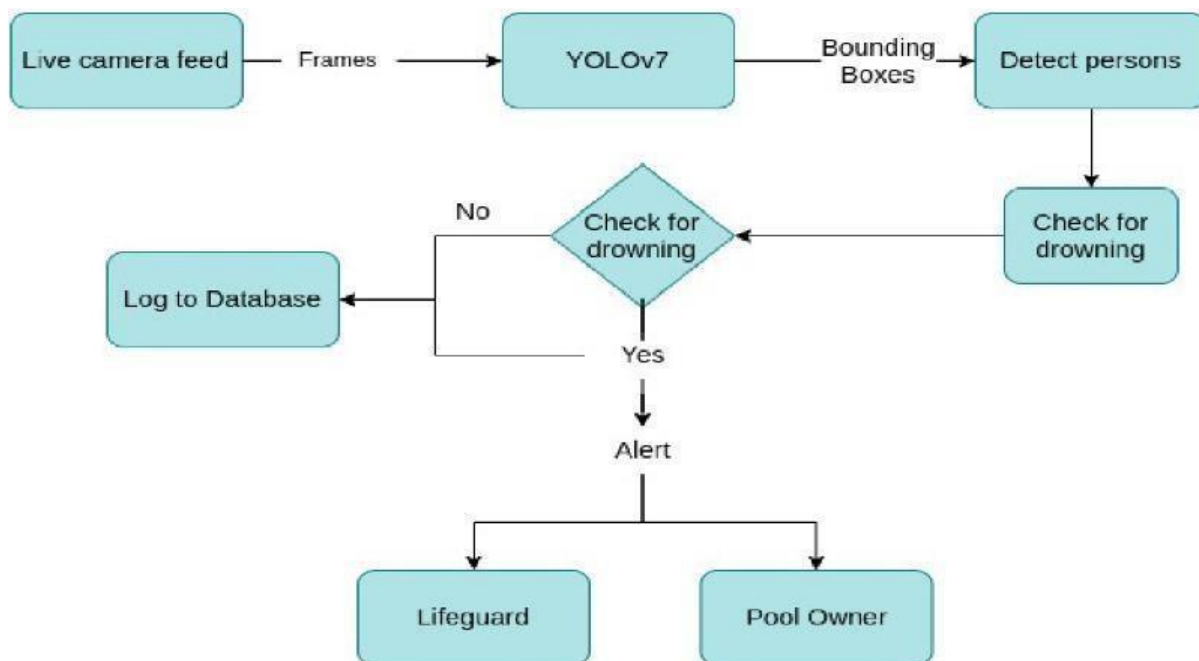 Live camera feed
Frames
YOLOv7
Bounding
Boxes
Detect persons
No
Check for
drowning
Check for
drowning
Log to Database
Yes
Alert
Lifeguard
Pool Owner